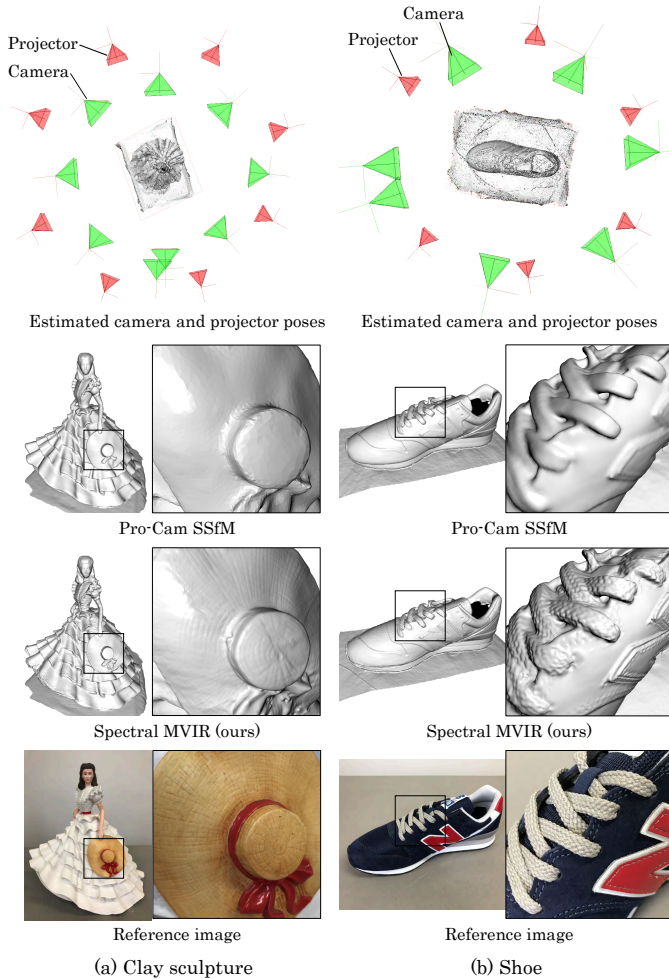 Projector
Camera
Camera
Projector
Estimated camera and projector poses
Estimated camera and projector poses
Pro-Cam SSfM
Pro-Cam SSfM
Spectral MVIR (ours)
Spectral MVIR (ours)
Reference image
Reference image
(a) Clay sculpture
(b) Shoe